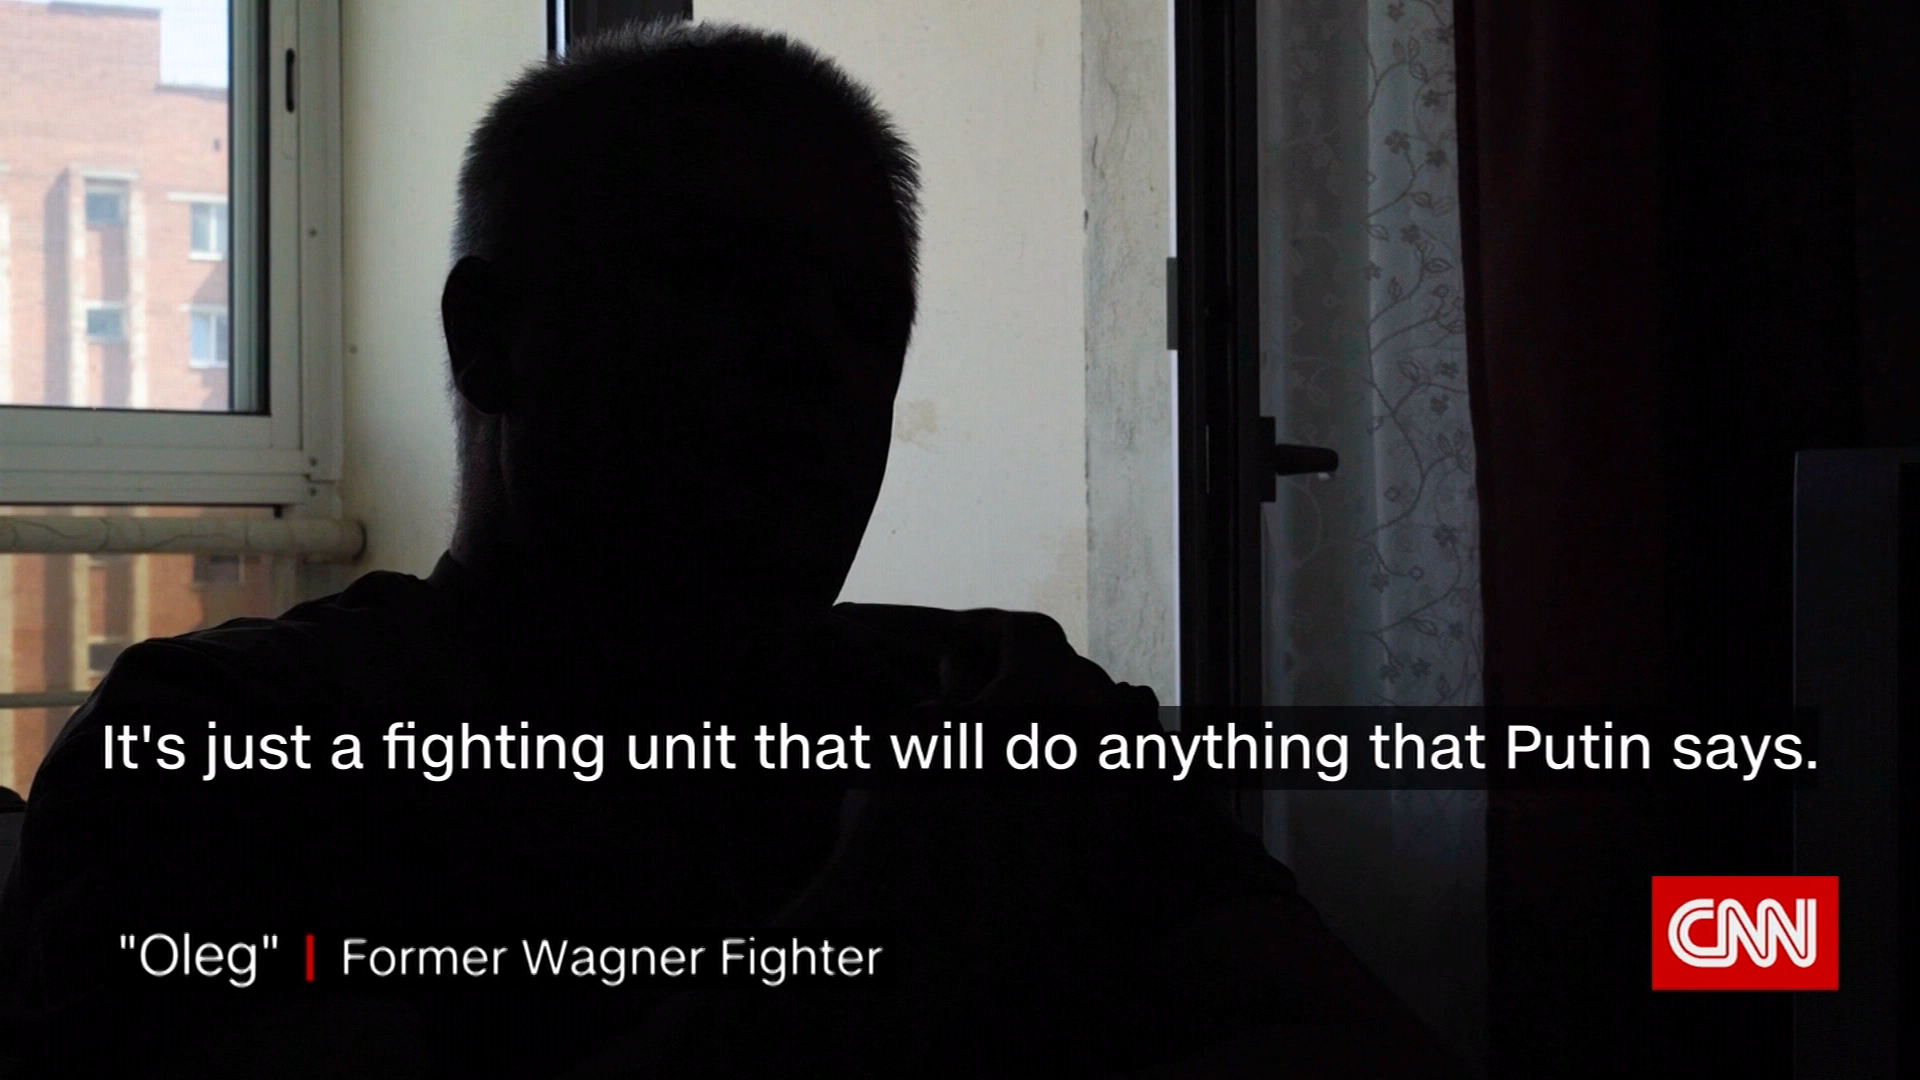 It's just a fighting unit that will do anything that Putin says.
"Oleg" | Former Wagner Fighter
CNN